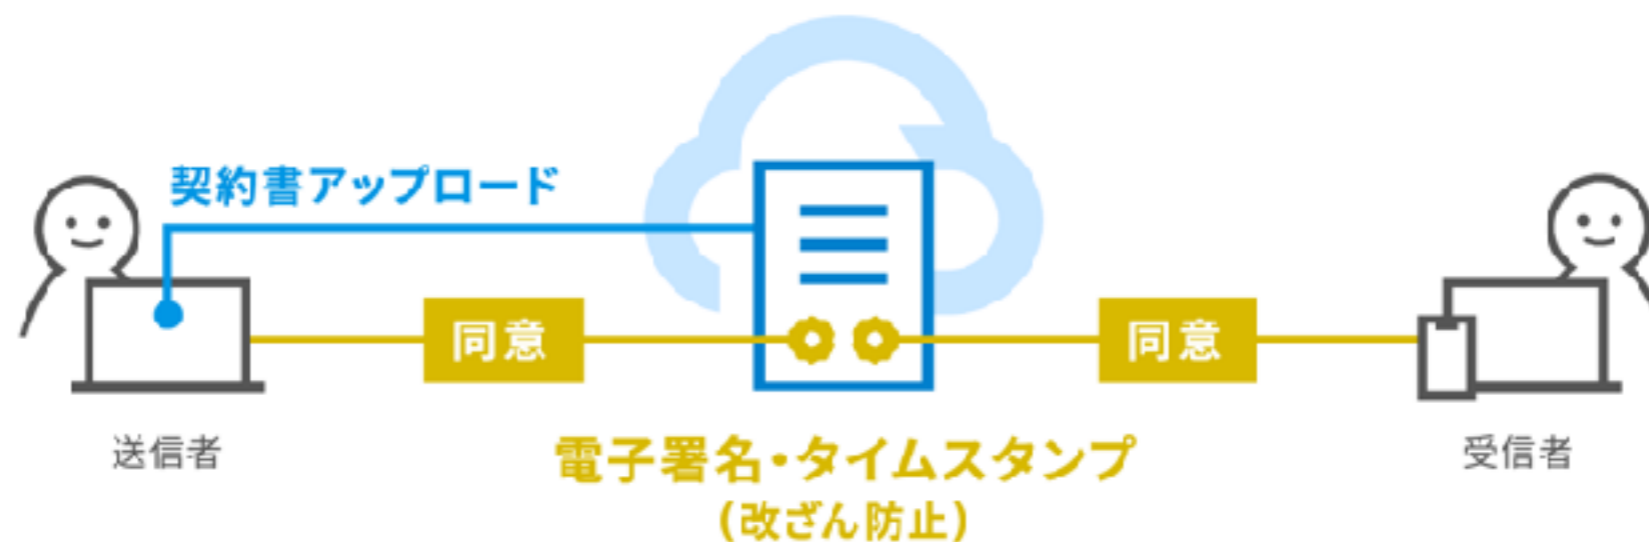 契約書アップロード
同意
同意
送信者
電子署名・タイムスタンプ
(改ざん防止)
受信者